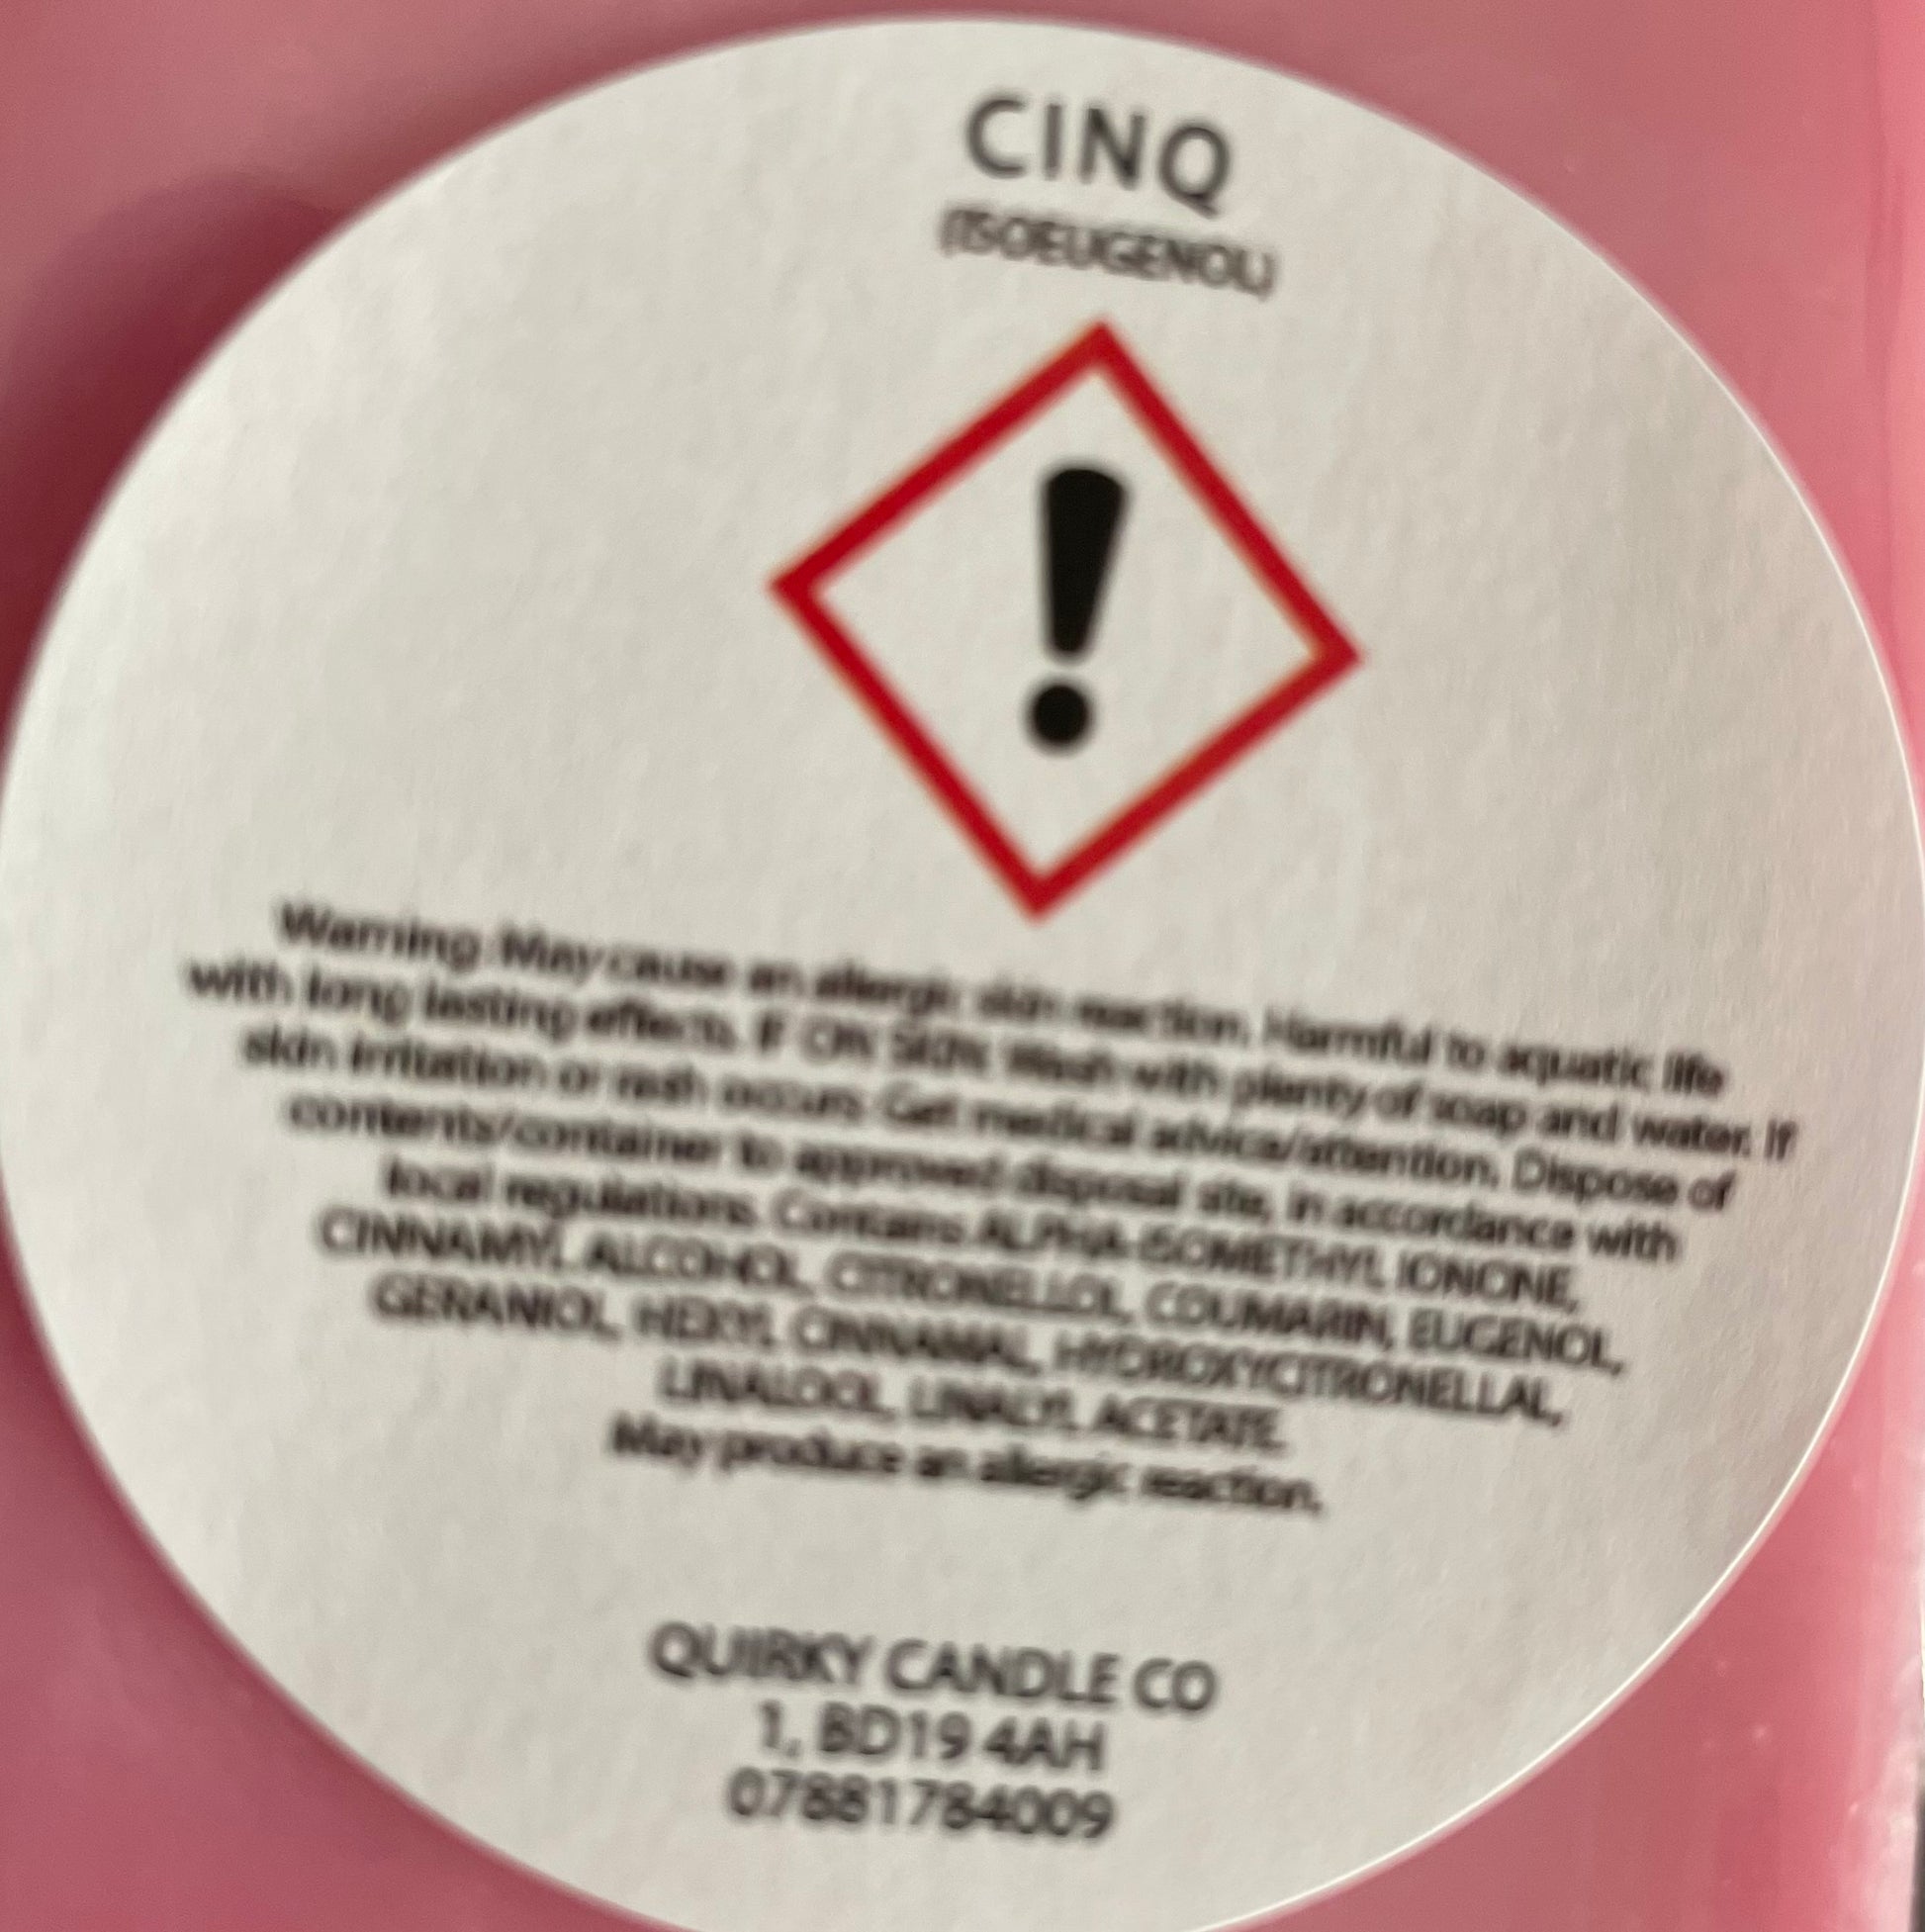 CINQ
(ISOEUGENOL)
Warning: May cause an allergic skin reaction. Harmful to aquatic life
with long lasting effects. IF ON SKIN: Wash with plenty of soap and water. If
skin irritation or rash occurs: Get medical advice/attention. Dispose of
contents/container to approved disposal site, in accordance with
local regulations. Contains ALPHA-ISOMETHYL IONONE,
CINNAMYL ALCOHOL, CITRONELLOL, COUMARIN, EUGENOL,
GERANIOL, HEXYL CINNAMAL, HYDROXYCITRONELLAL,
LINALOOL, LINALYL ACETATE.
May produce an allergic reaction.
QUIRKY CANDLE CO
1, BD19 4AH
07881784009